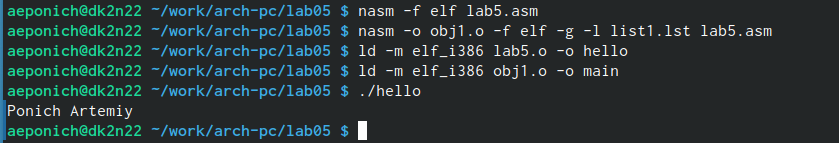 aeponich@dk2n22 ~/work/arch-pc/lab05 $ nasm -f elf lab5.asm
aeponich@dk2n22 ~/work/arch-pc/lab05 $ nasm -o obj1.o -f elf -g -l list1.lst lab5.asm
aeponich@dk2n22 ~/work/arch-pc/lab05 $ ld -m elf_i386 lab5.o -o hello
aeponich@dk2n22 ~/work/arch-pc/lab05 $ ld -m elf_i386 obj1.o -o main
aeponich@dk2n22 ~/work/arch-pc/lab05 $ ./hello
Ponich Artemiy
aeponich@dk2n22 ~/work/arch-pc/lab05 $